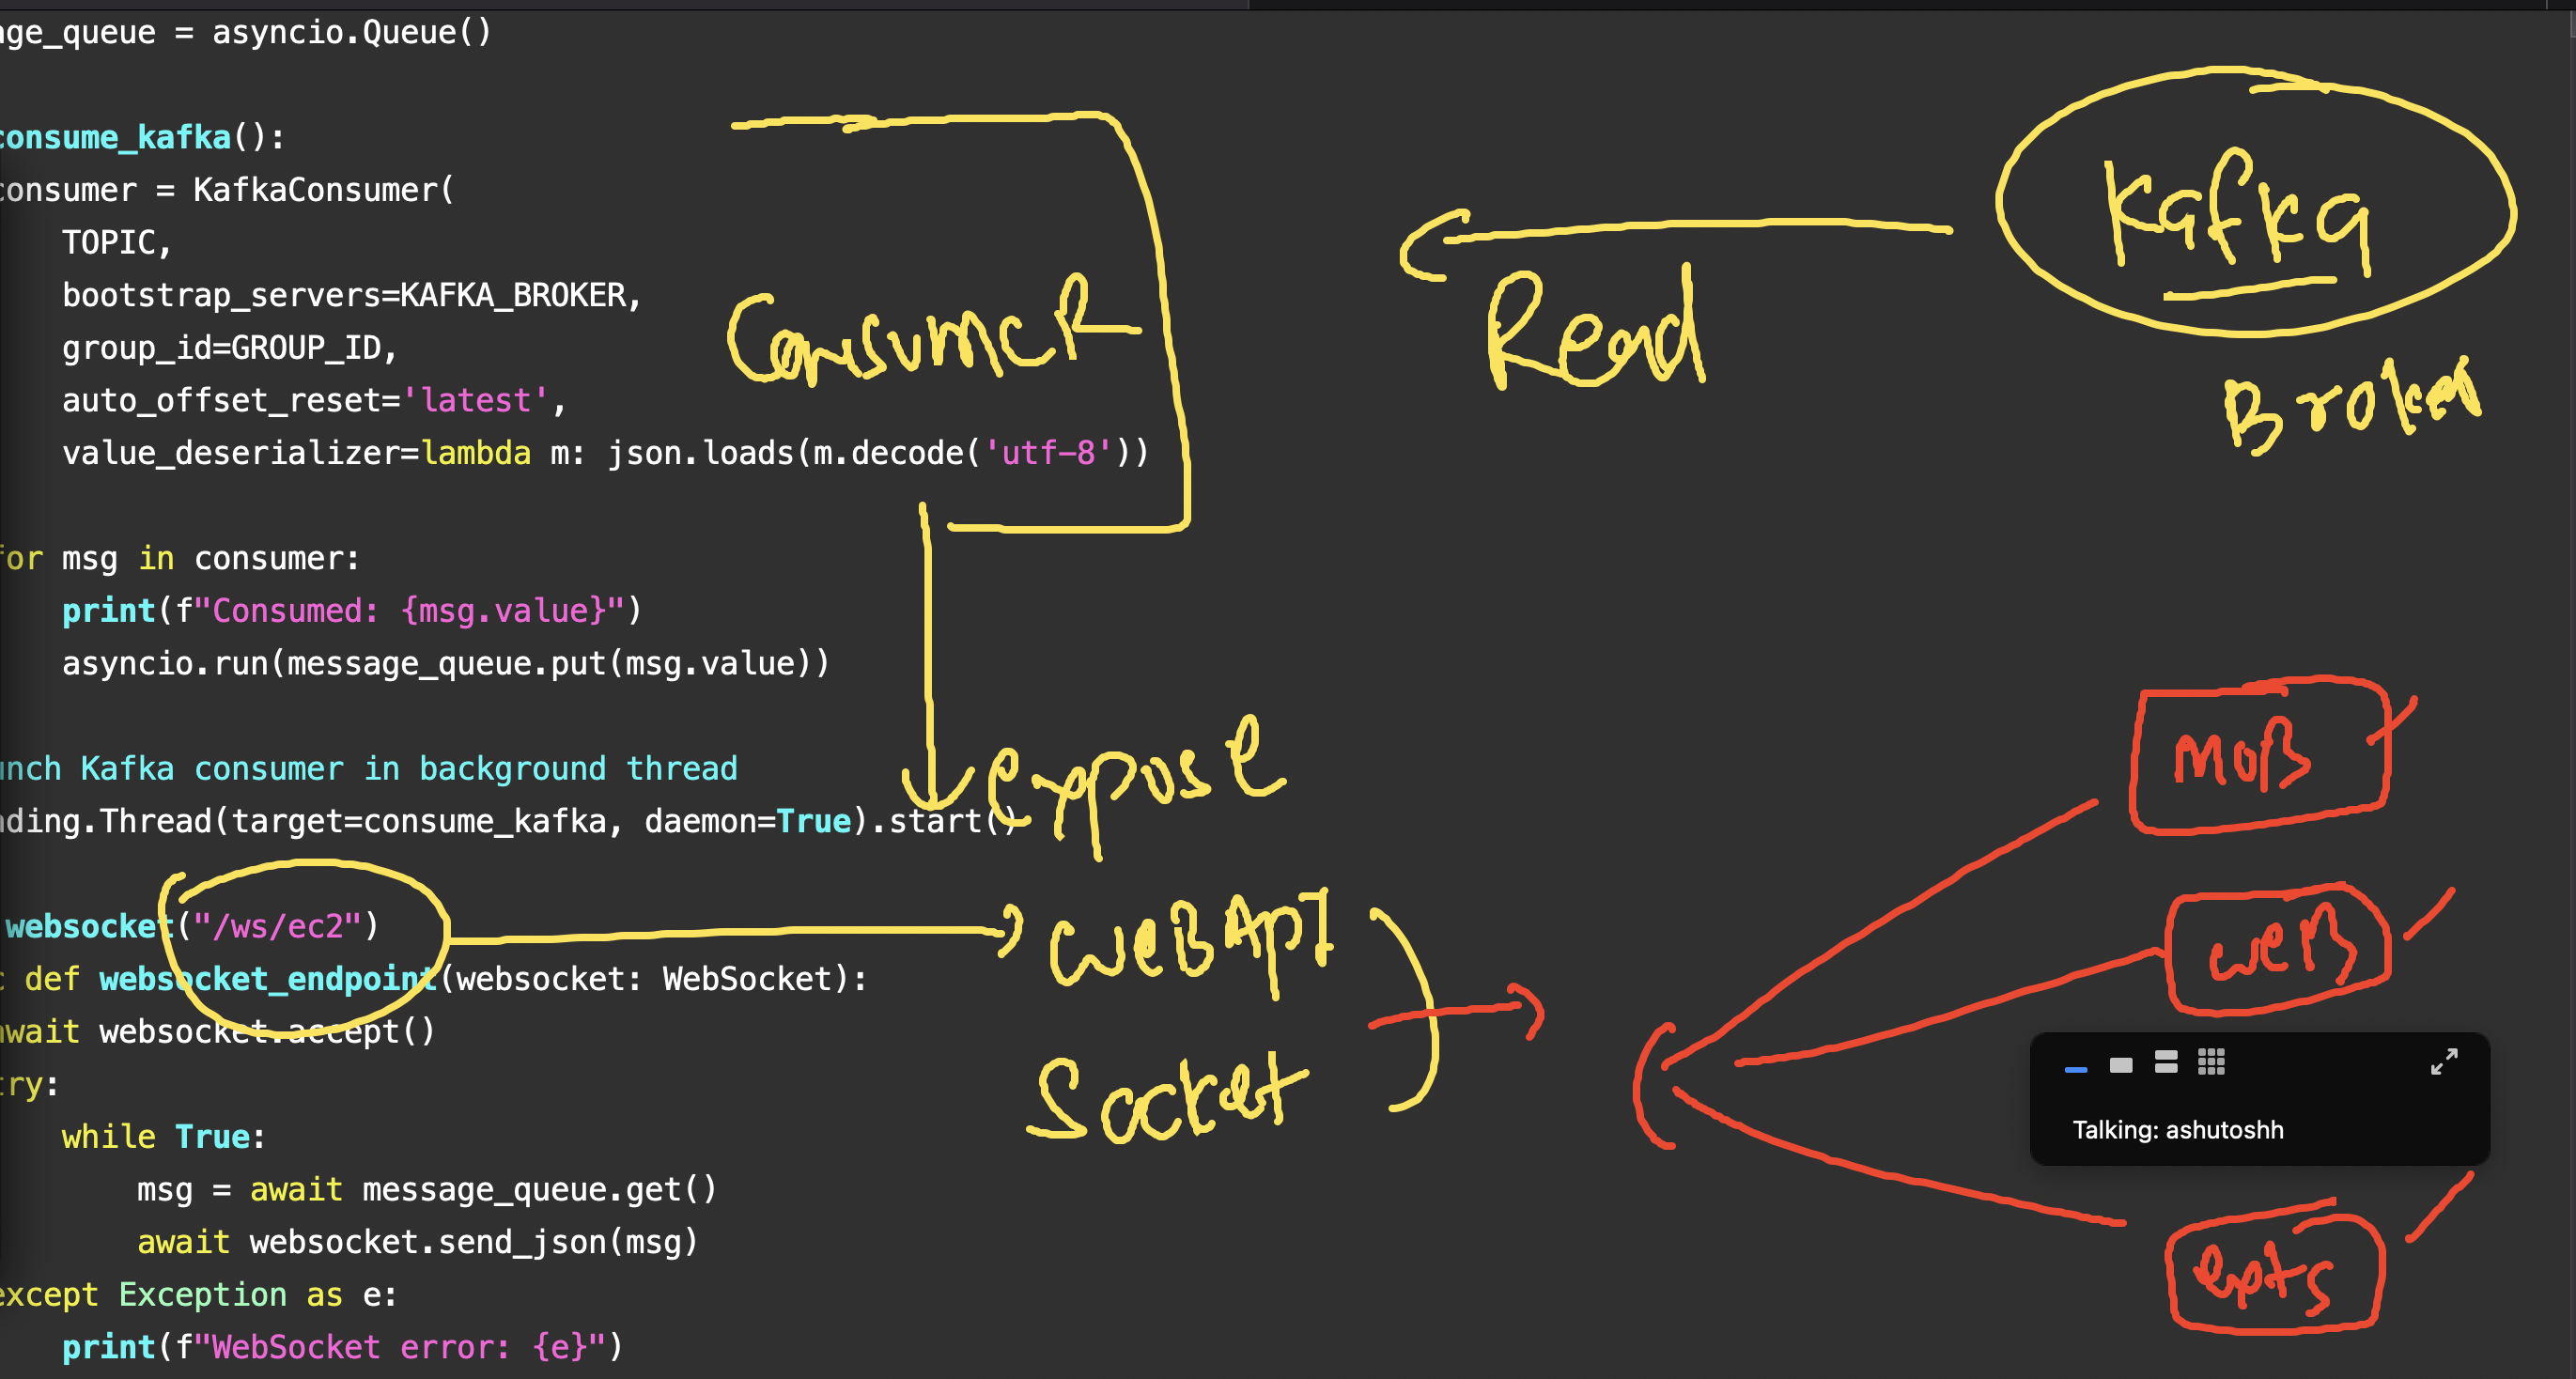 age_queue = asyncio.Queue()
consume_kafka():
consumer = KafkaConsumer(
TOPIC,
bootstrap_servers=KAFKA_BROKER,
group_id=GROUP_ID,
auto_offset_reset='latest',
value_deserializer=lambda m: json.loads(m.decode('utf-8'))
for msg in consumer:
print(f"Consumed: {msg.value}")
asyncio.run(message_queue.put(msg.value))
unch Kafka consumer in background thread
ading.Thread(target=consume_kafka, daemon=True).start()
websocket("/ws/ec2")
c def websocket_endpoint(websocket: WebSocket):
await websocket.accept()
try:
while True:
msg = await message_queue.get()
await websocket.send_json(msg)
except Exception as e:
print(f"WebSocket error: {e}")
Consumer
Read
Kafka
Broker
expose
WEBAPI
Socket
MOB
WEB
Talking: ashutoshh